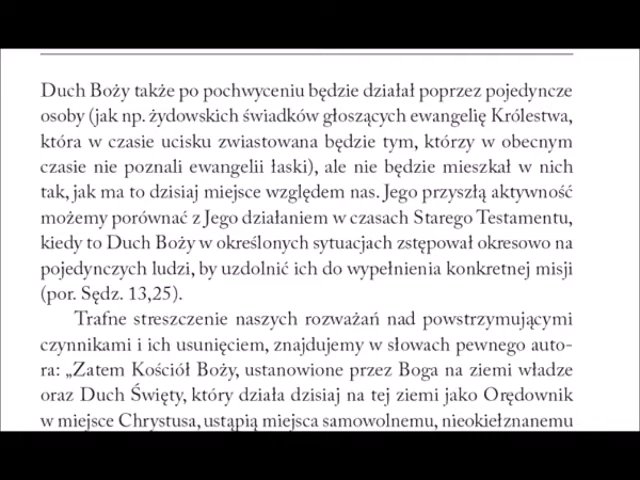 Duch Boży także po pochwyceniu będzie działał poprzez pojedyncze
osoby (jak np. żydowskich świadków głoszących ewangelię Królestwa,
która w czasie ucisku zwiastowana będzie tym, którzy w obecnym
czasie nie poznali ewangelii łaski), ale nie będzie mieszkał w nich
tak, jak ma to dzisiaj miejsce względem nas. Jego przyszłą aktywność
możemy porównać z Jego działaniem w czasach Starego Testamentu,
kiedy to Duch Boży w określonych sytuacjach zstępował okresowo na
pojedynczych ludzi, by uzdolnić ich do wypełnienia konkretnej misji
(por. Sędz. 13,25).
Trafne streszczenie naszych rozważań nad powstrzymującymi
czynnikami i ich usunięciem, znajdujemy w słowach pewnego auto-
ra: „Zatem Kościół Boży, ustanowione przez Boga na ziemi władze
oraz Duch Święty, który działa dzisiaj na tej ziemi jako Orędownik
w miejsce Chrystusa, ustąpią miejsca samowolnemu, nieokiełznanemu